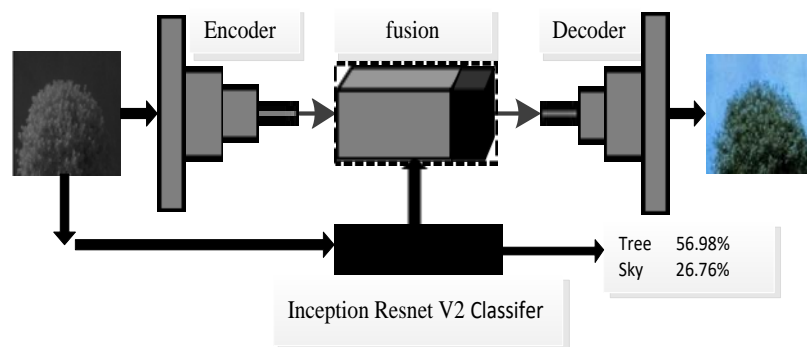 Encoder
fusion
Decoder
Tree 56.98%
Sky 26.76%
Inception Resnet V2 Classifer